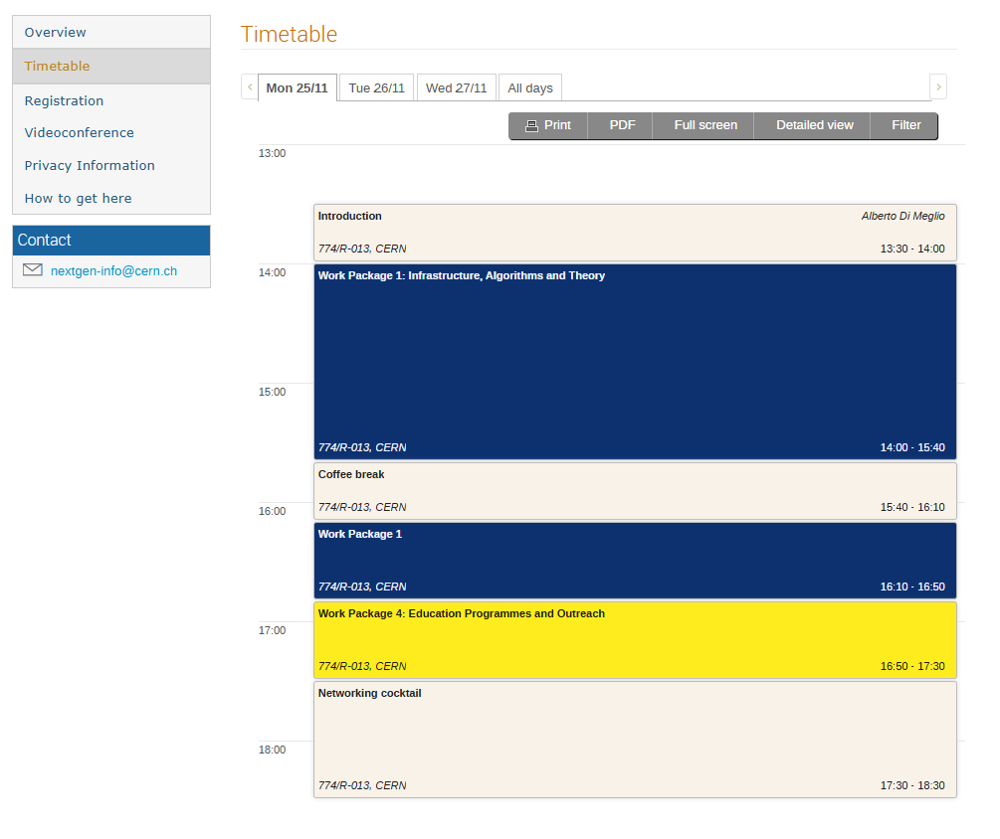 Overview
Timetable
Registration
Videoconference
Privacy Information
How to get here
Contact
nextgen-info@cern.ch
Timetable
Mon 25/11 Tue 26/11 Wed 27/11 All days
Print PDF Full screen Detailed view Filter
13:00
Introduction Alberto Di Meglio
774/R-013, CERN 13:30 - 14:00
14:00
Work Package 1: Infrastructure, Algorithms and Theory
15:00
774/R-013, CERN 14:00 - 15:40
Coffee break
774/R-013, CERN 15:40 - 16:10
16:00
Work Package 1
774/R-013, CERN 16:10 - 16:50
Work Package 4: Education Programmes and Outreach
17:00
774/R-013, CERN 16:50 - 17:30
Networking cocktail
18:00
774/R-013, CERN 17:30 - 18:30